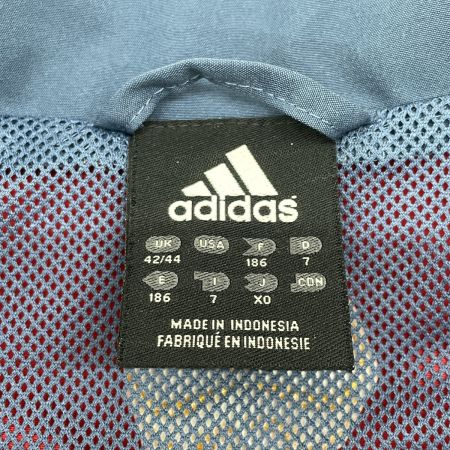 adidas
UK USA F D
42/44 186 7
E I J CDN
186 7 XO
MADE IN INDONESIA
FABRIQUÉ EN INDONESIE